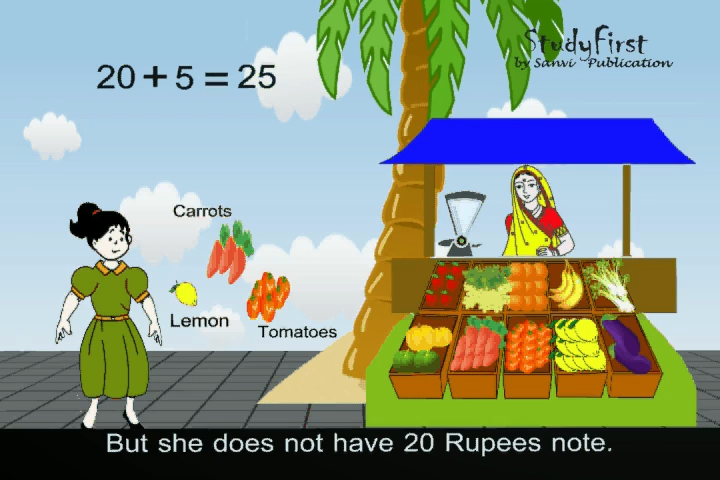 StudyFirst
by Sanvi Publication
20+5=25
Carrots
Lemon
Tomatoes
But she does not have 20 Rupees note.